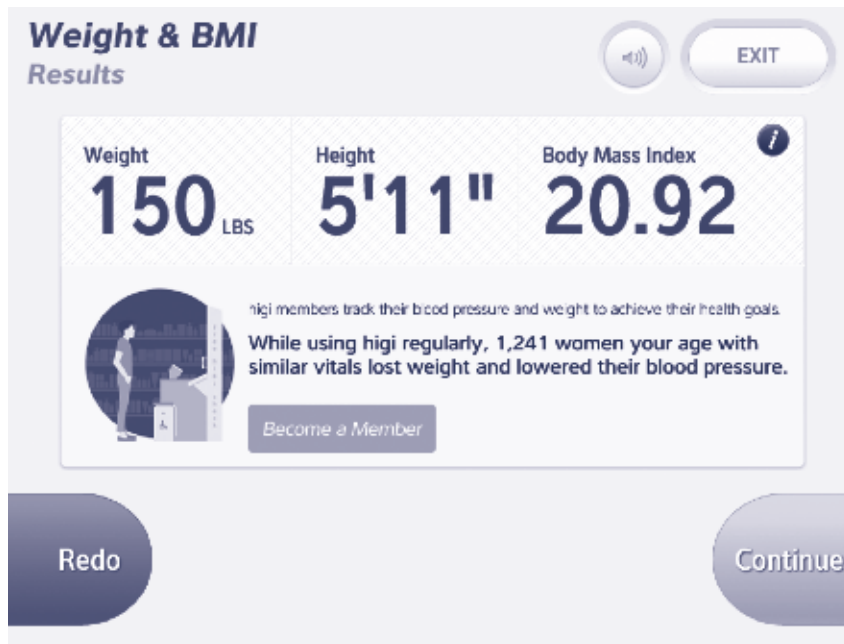 Weight & BMI
Results
EXIT
Weight
150 LBS
Height
5'11"
Body Mass Index
20.92
i
higi members track their blood pressure and weight to achieve their health goals.
While using higi regularly, 1,241 women your age with
similar vitals lost weight and lowered their blood pressure.
Become a Member
Redo
Continue